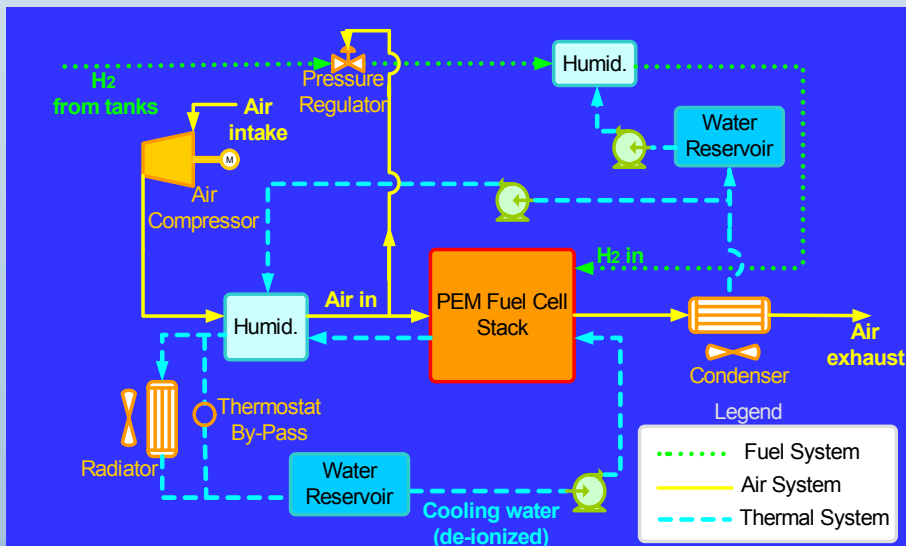 H2
from tanks
Pressure
Regulator
Humid.
Air
intake
M
Water
Reservoir
Air
Compressor
H2 in
Air in
PEM Fuel Cell
Stack
Humid.
Air
exhaust
Condenser
Thermostat
By-Pass
Radiator
Water
Reservoir
Cooling water
(de-ionized)
Legend
Fuel System
Air System
Thermal System